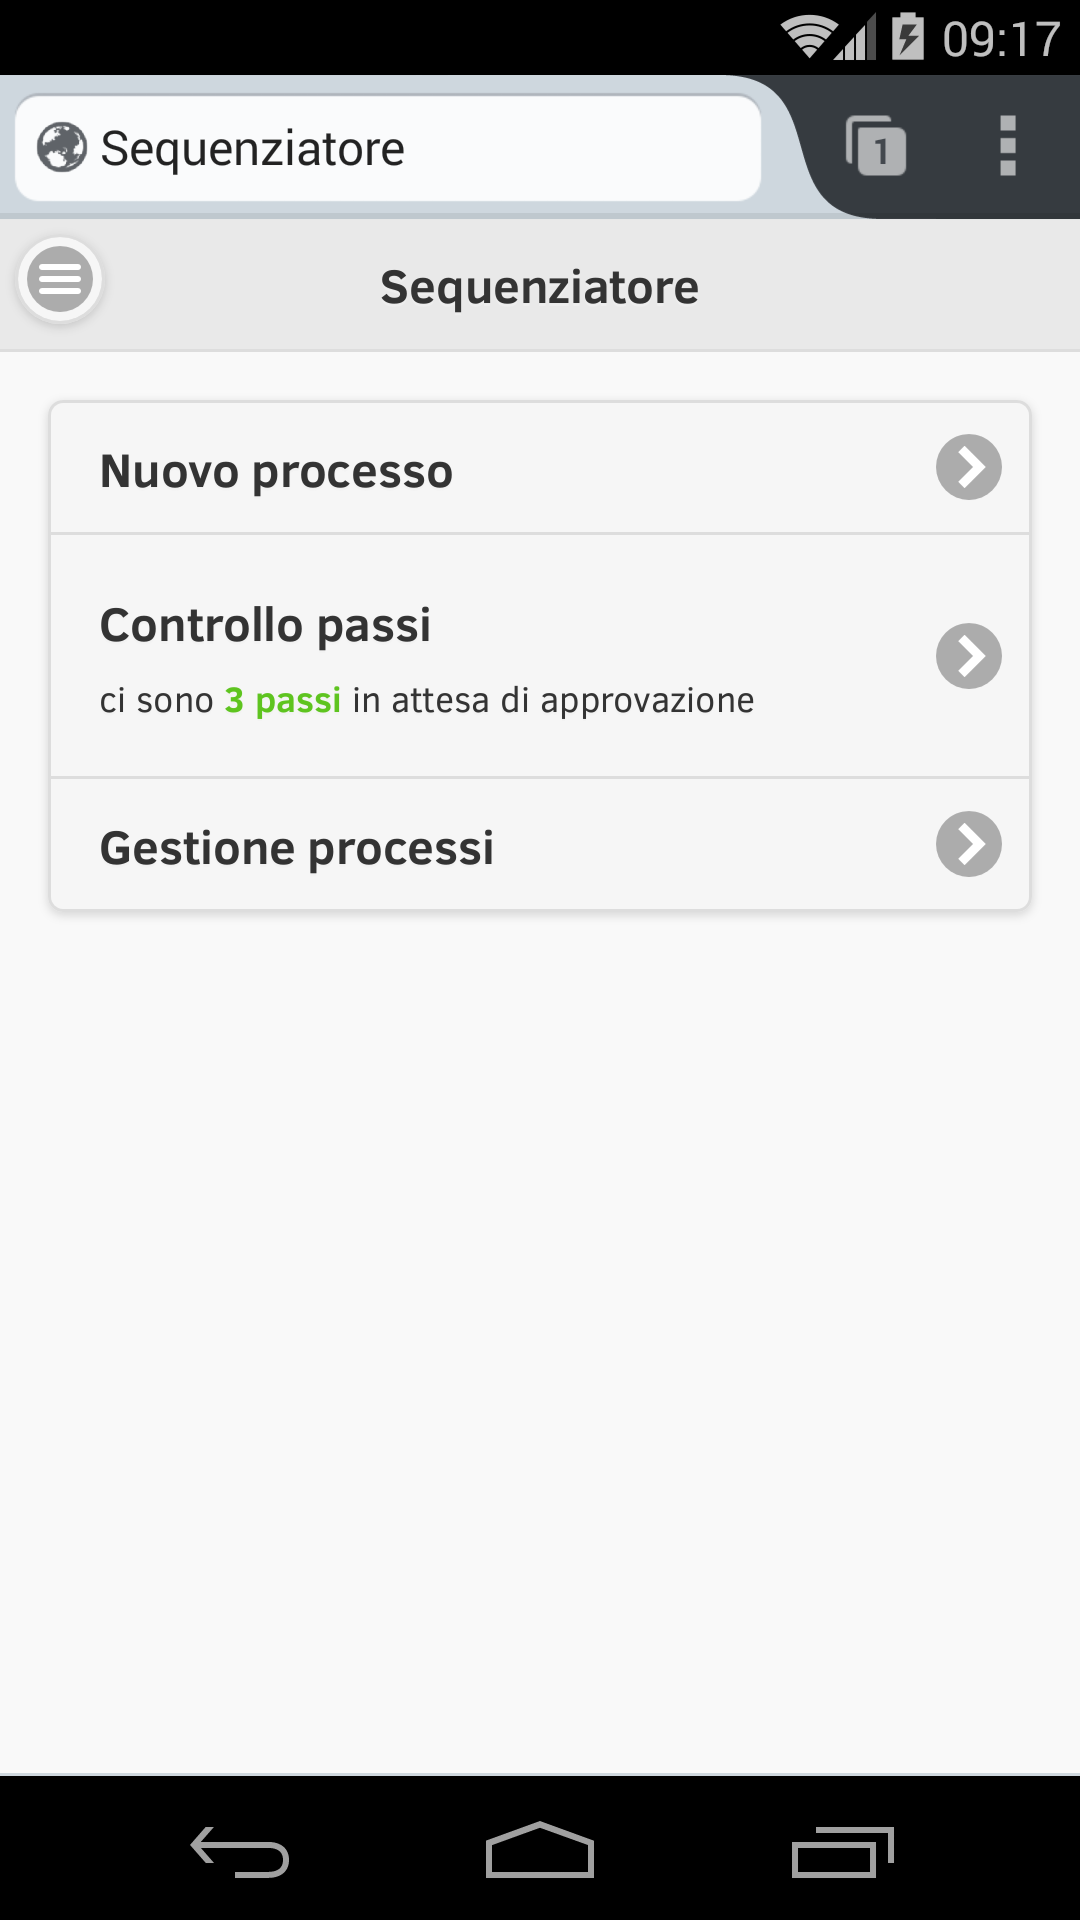 09:17
Sequenziatore
1
Sequenziatore
Nuovo processo
Controllo passi
ci sono 3 passi in attesa di approvazione
Gestione processi